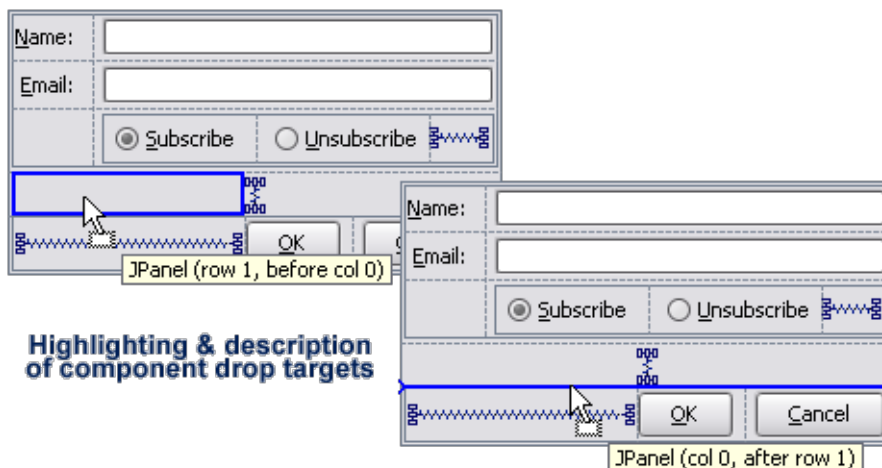 Name:
Email:
Subscribe Unsubscribe
OK
JPanel (row 1, before col 0)
Name:
Email:
Subscribe Unsubscribe
OK Cancel
JPanel (col 0, after row 1)
Highlighting & description
of component drop targets